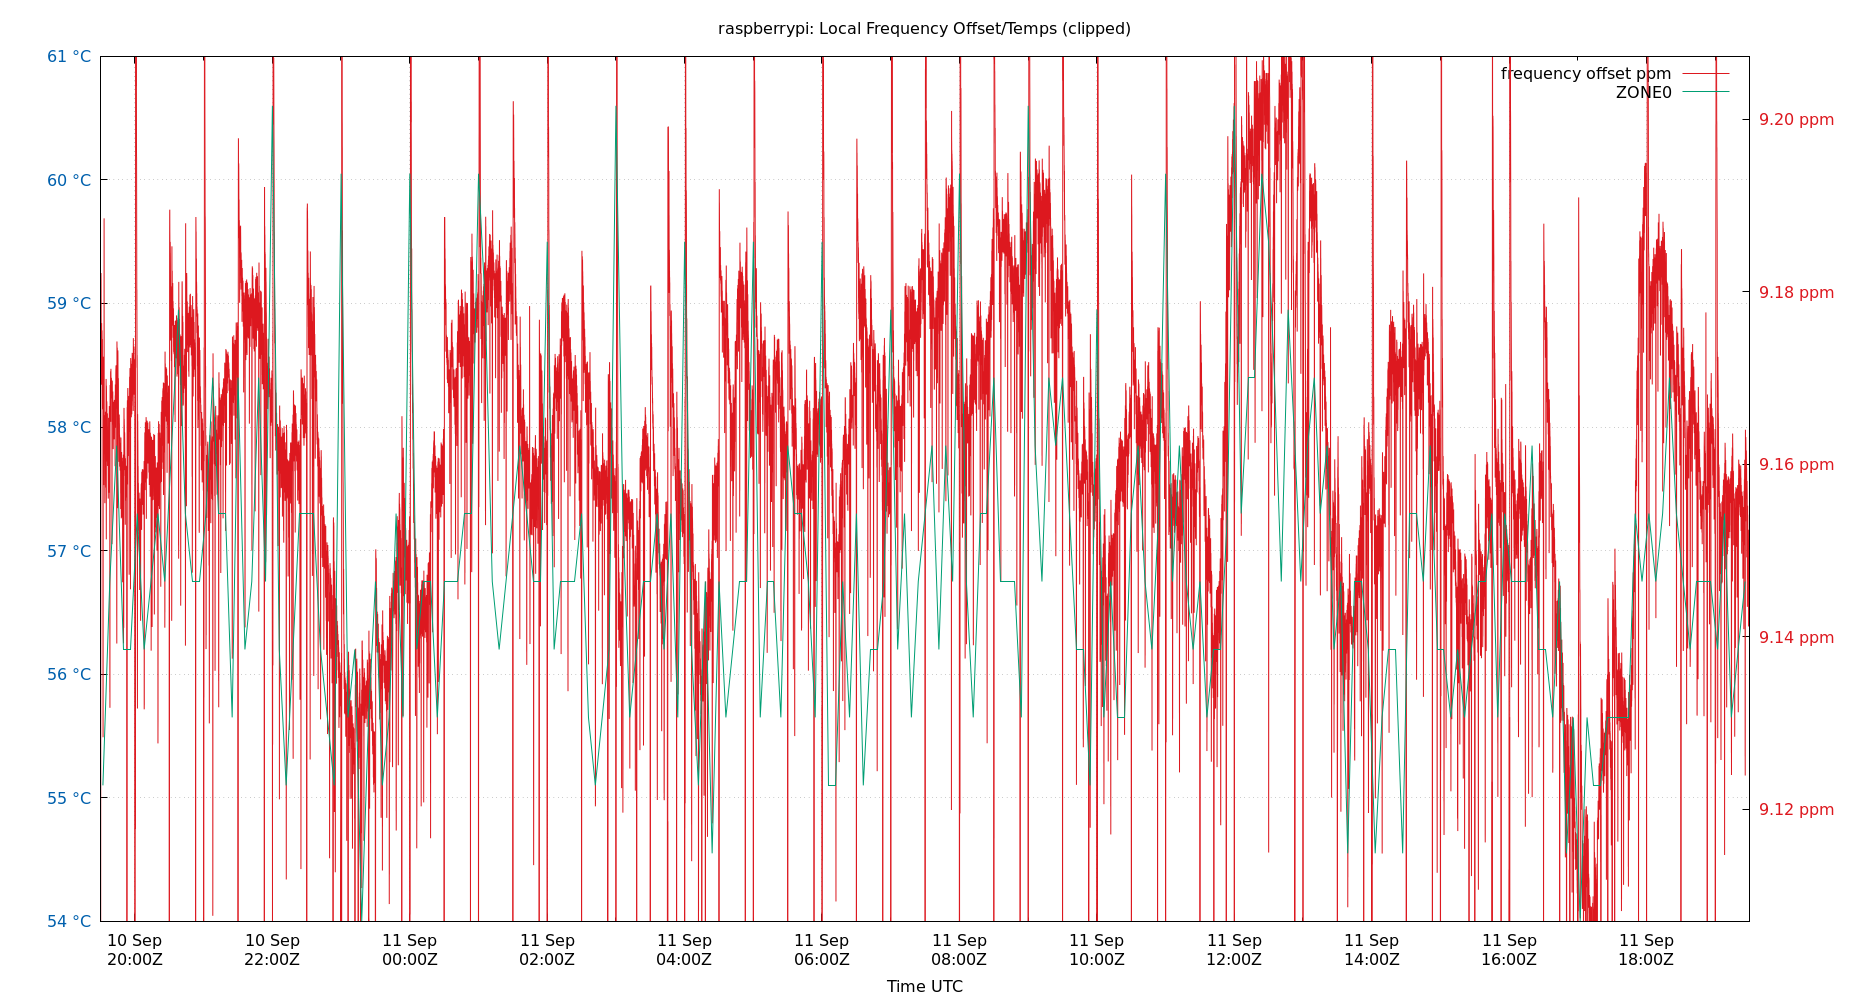 raspberrypi: Local Frequency Offset/Temps (clipped)
61 °C
60 °C
59 °C
58 °C
57 °C
56 °C
55 °C
54 °C
frequency offset ppm
ZONE0
9.20 ppm
9.18 ppm
9.16 ppm
9.14 ppm
9.12 ppm
10 Sep 10 Sep 11 Sep 11 Sep 11 Sep 11 Sep 11 Sep 11 Sep 11 Sep 11 Sep 11 Sep 11 Sep
20:00Z 22:00Z 00:00Z 02:00Z 04:00Z 06:00Z 08:00Z 10:00Z 12:00Z 14:00Z 16:00Z 18:00Z
Time UTC